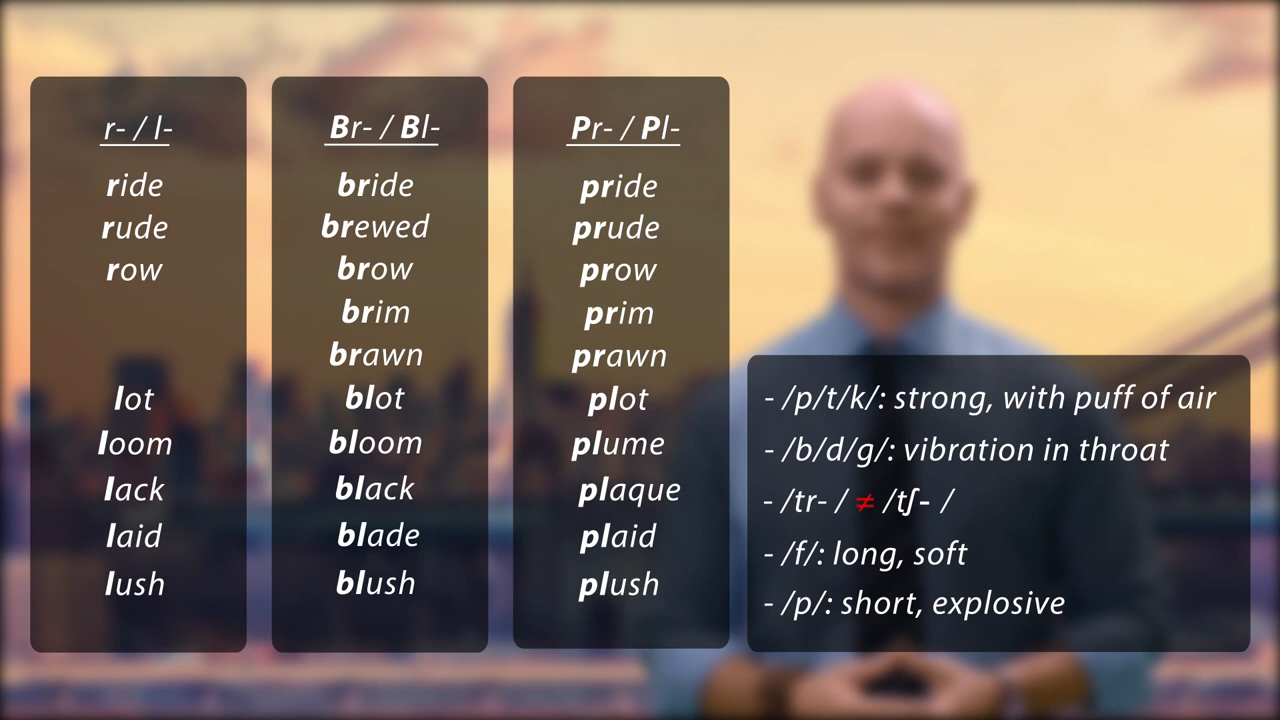 r- / l-
ride
rude
row
lot
loom
lack
laid
lush
Br- / Bl-
bride
brewed
brow
brim
brawn
blot
bloom
black
blade
blush
Pr- / Pl-
pride
prude
prow
prim
prawn
plot
plume
plaque
plaid
plush
- /p/t/k/: strong, with puff of air
- /b/d/g/: vibration in throat
- /tr- / ≠ /tʃ- /
- /f/: long, soft
- /p/: short, explosive